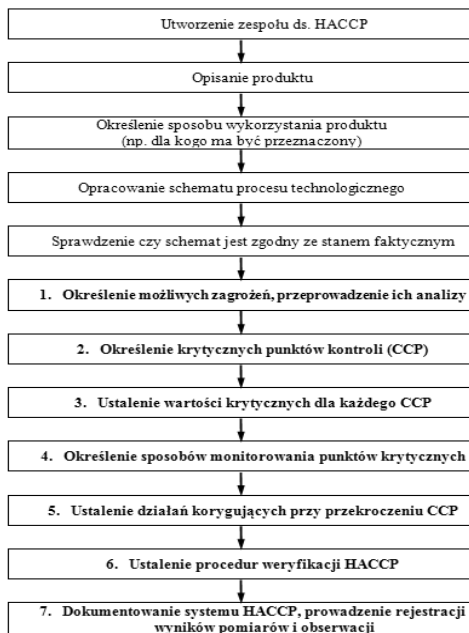 Utworzenie zespołu ds. HACCP
Opisanie produktu
Określenie sposobu wykorzystania produktu
(np. dla kogo ma być przeznaczony)
Opracowanie schematu procesu technologicznego
Sprawdzenie czy schemat jest zgodny ze stanem faktycznym
1. Określenie możliwych zagrożeń, przeprowadzenie ich analizy
2. Określenie krytycznych punktów kontroli (CCP)
3. Ustalenie wartości krytycznych dla każdego CCP
4. Określenie sposobów monitorowania punktów krytycznych
5. Ustalenie działań korygujących przy przekroczeniu CCP
6. Ustalenie procedur weryfikacji HACCP
7. Dokumentowanie systemu HACCP, prowadzenie rejestracji
wyników pomiarów i obserwacji